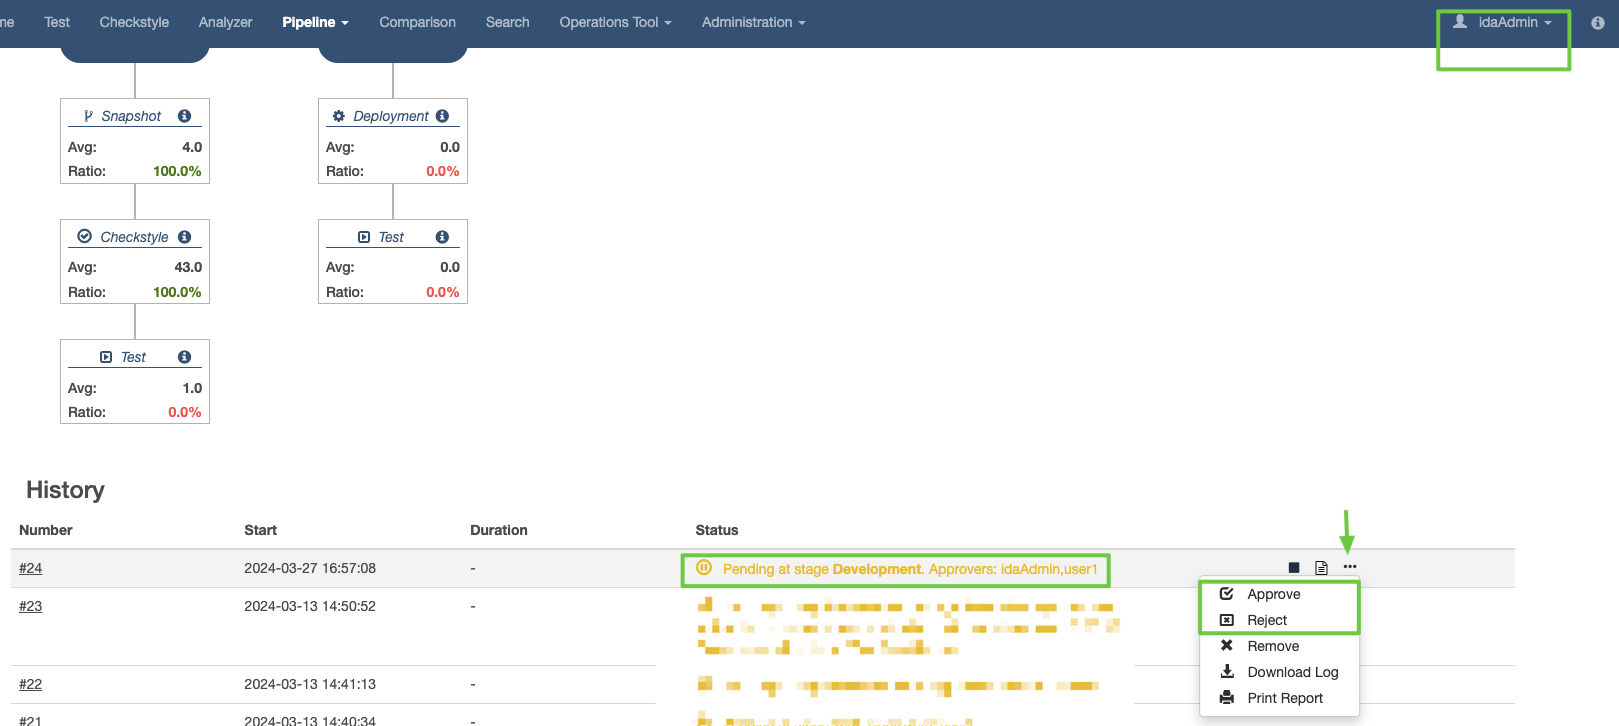 me Test Checkstyle Analyzer Pipeline Comparison Search Operations Tool Administration idaAdmin
Snapshot
Avg: 4.0
Ratio: 100.0%
Deployment
Avg: 0.0
Ratio: 0.0%
Checkstyle
Avg: 43.0
Ratio: 100.0%
Test
Avg: 0.0
Ratio: 0.0%
Test
Avg: 1.0
Ratio: 0.0%
History
Number Start Duration Status
#24 2024-03-27 16:57:08 - Pending at stage Development. Approvers: idaAdmin,user1
#23 2024-03-13 14:50:52 -
#22 2024-03-13 14:41:13 -
#21 2024-03-13 14:40:34 -
Approve
Reject
Remove
Download Log
Print Report